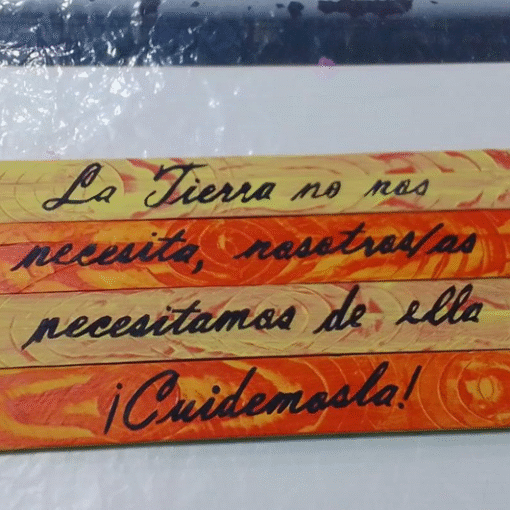 La Tierra no nos
necesita, nosotros/as
necesitamos de ella
¡Cuidemosla!